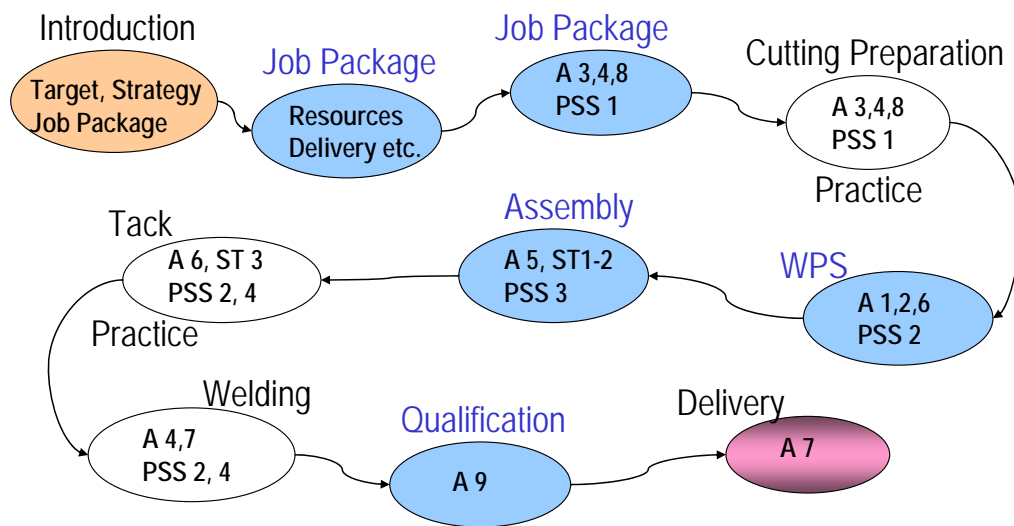 Introduction
Target, Strategy
Job Package
Job Package
Resources
Delivery etc.
Job Package
A 3,4,8
PSS 1
Cutting Preparation
A 3,4,8
PSS 1
Practice
Tack
A 6, ST 3
PSS 2, 4
Practice
Assembly
A 5, ST1-2
PSS 3
WPS
A 1,2,6
PSS 2
Welding
A 4,7
PSS 2, 4
Qualification
A 9
Delivery
A 7